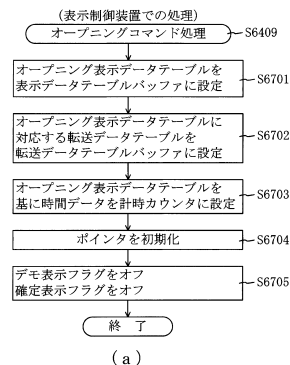 (表示制御装置での処理)
オープニングコマンド処理
S6409
オープニング表示データテーブルを
表示データテーブルバッファに設定
S6701
オープニング表示データテーブルに
対応する転送データテーブルを
転送データテーブルバッファに設定
S6702
オープニング表示データテーブルを
基に時間データを計時カウンタに設定
S6703
ポインタを初期化
S6704
デモ表示フラグをオフ
確定表示フラグをオフ
S6705
終了
(a)